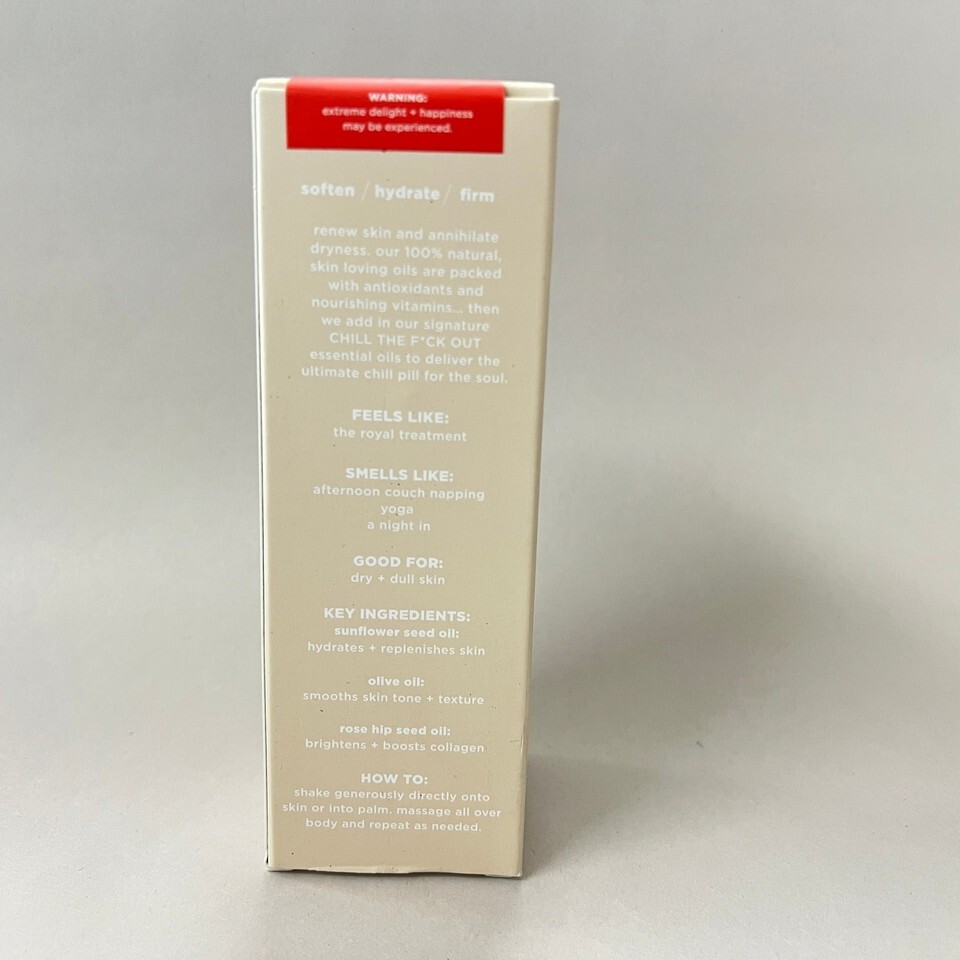 WARNING:
extreme delight + happiness
may be experienced.
soften / hydrate / firm
renew skin and annihilate
dryness. our 100% natural,
skin loving oils are packed
with antioxidants and
nourishing vitamins... then
we add in our signature
CHILL THE F*CK OUT
essential oils to deliver the
ultimate chill pill for the soul.
FEELS LIKE:
the royal treatment
SMELLS LIKE:
afternoon couch napping
yoga
a night in
GOOD FOR:
dry + dull skin
KEY INGREDIENTS:
sunflower seed oil:
hydrates + replenishes skin
olive oil:
smooths skin tone + texture
rose hip seed oil:
brightens + boosts collagen
HOW TO:
shake generously directly onto
skin or into palm. massage all over
body and repeat as needed.